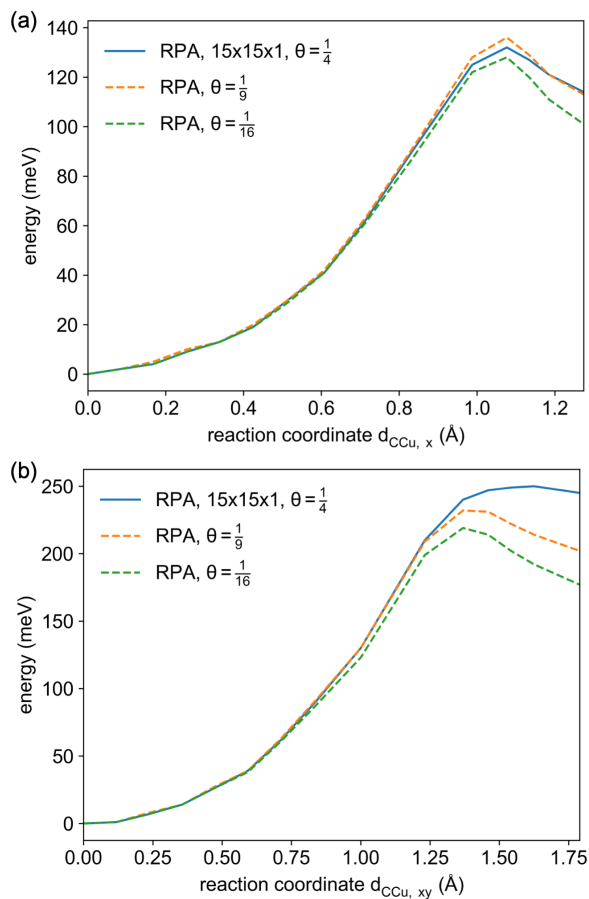 (a)
140
120
100
80
60
40
20
0
energy (meV)
RPA, 15x15x1, θ = 1/4
RPA, θ = 1/9
RPA, θ = 1/16
0.0 0.2 0.4 0.6 0.8 1.0 1.2
reaction coordinate d_CCu, x (Å)
(b)
250
200
150
100
50
0
energy (meV)
RPA, 15x15x1, θ = 1/4
RPA, θ = 1/9
RPA, θ = 1/16
0.00 0.25 0.50 0.75 1.00 1.25 1.50 1.75
reaction coordinate d_CCu, xy (Å)